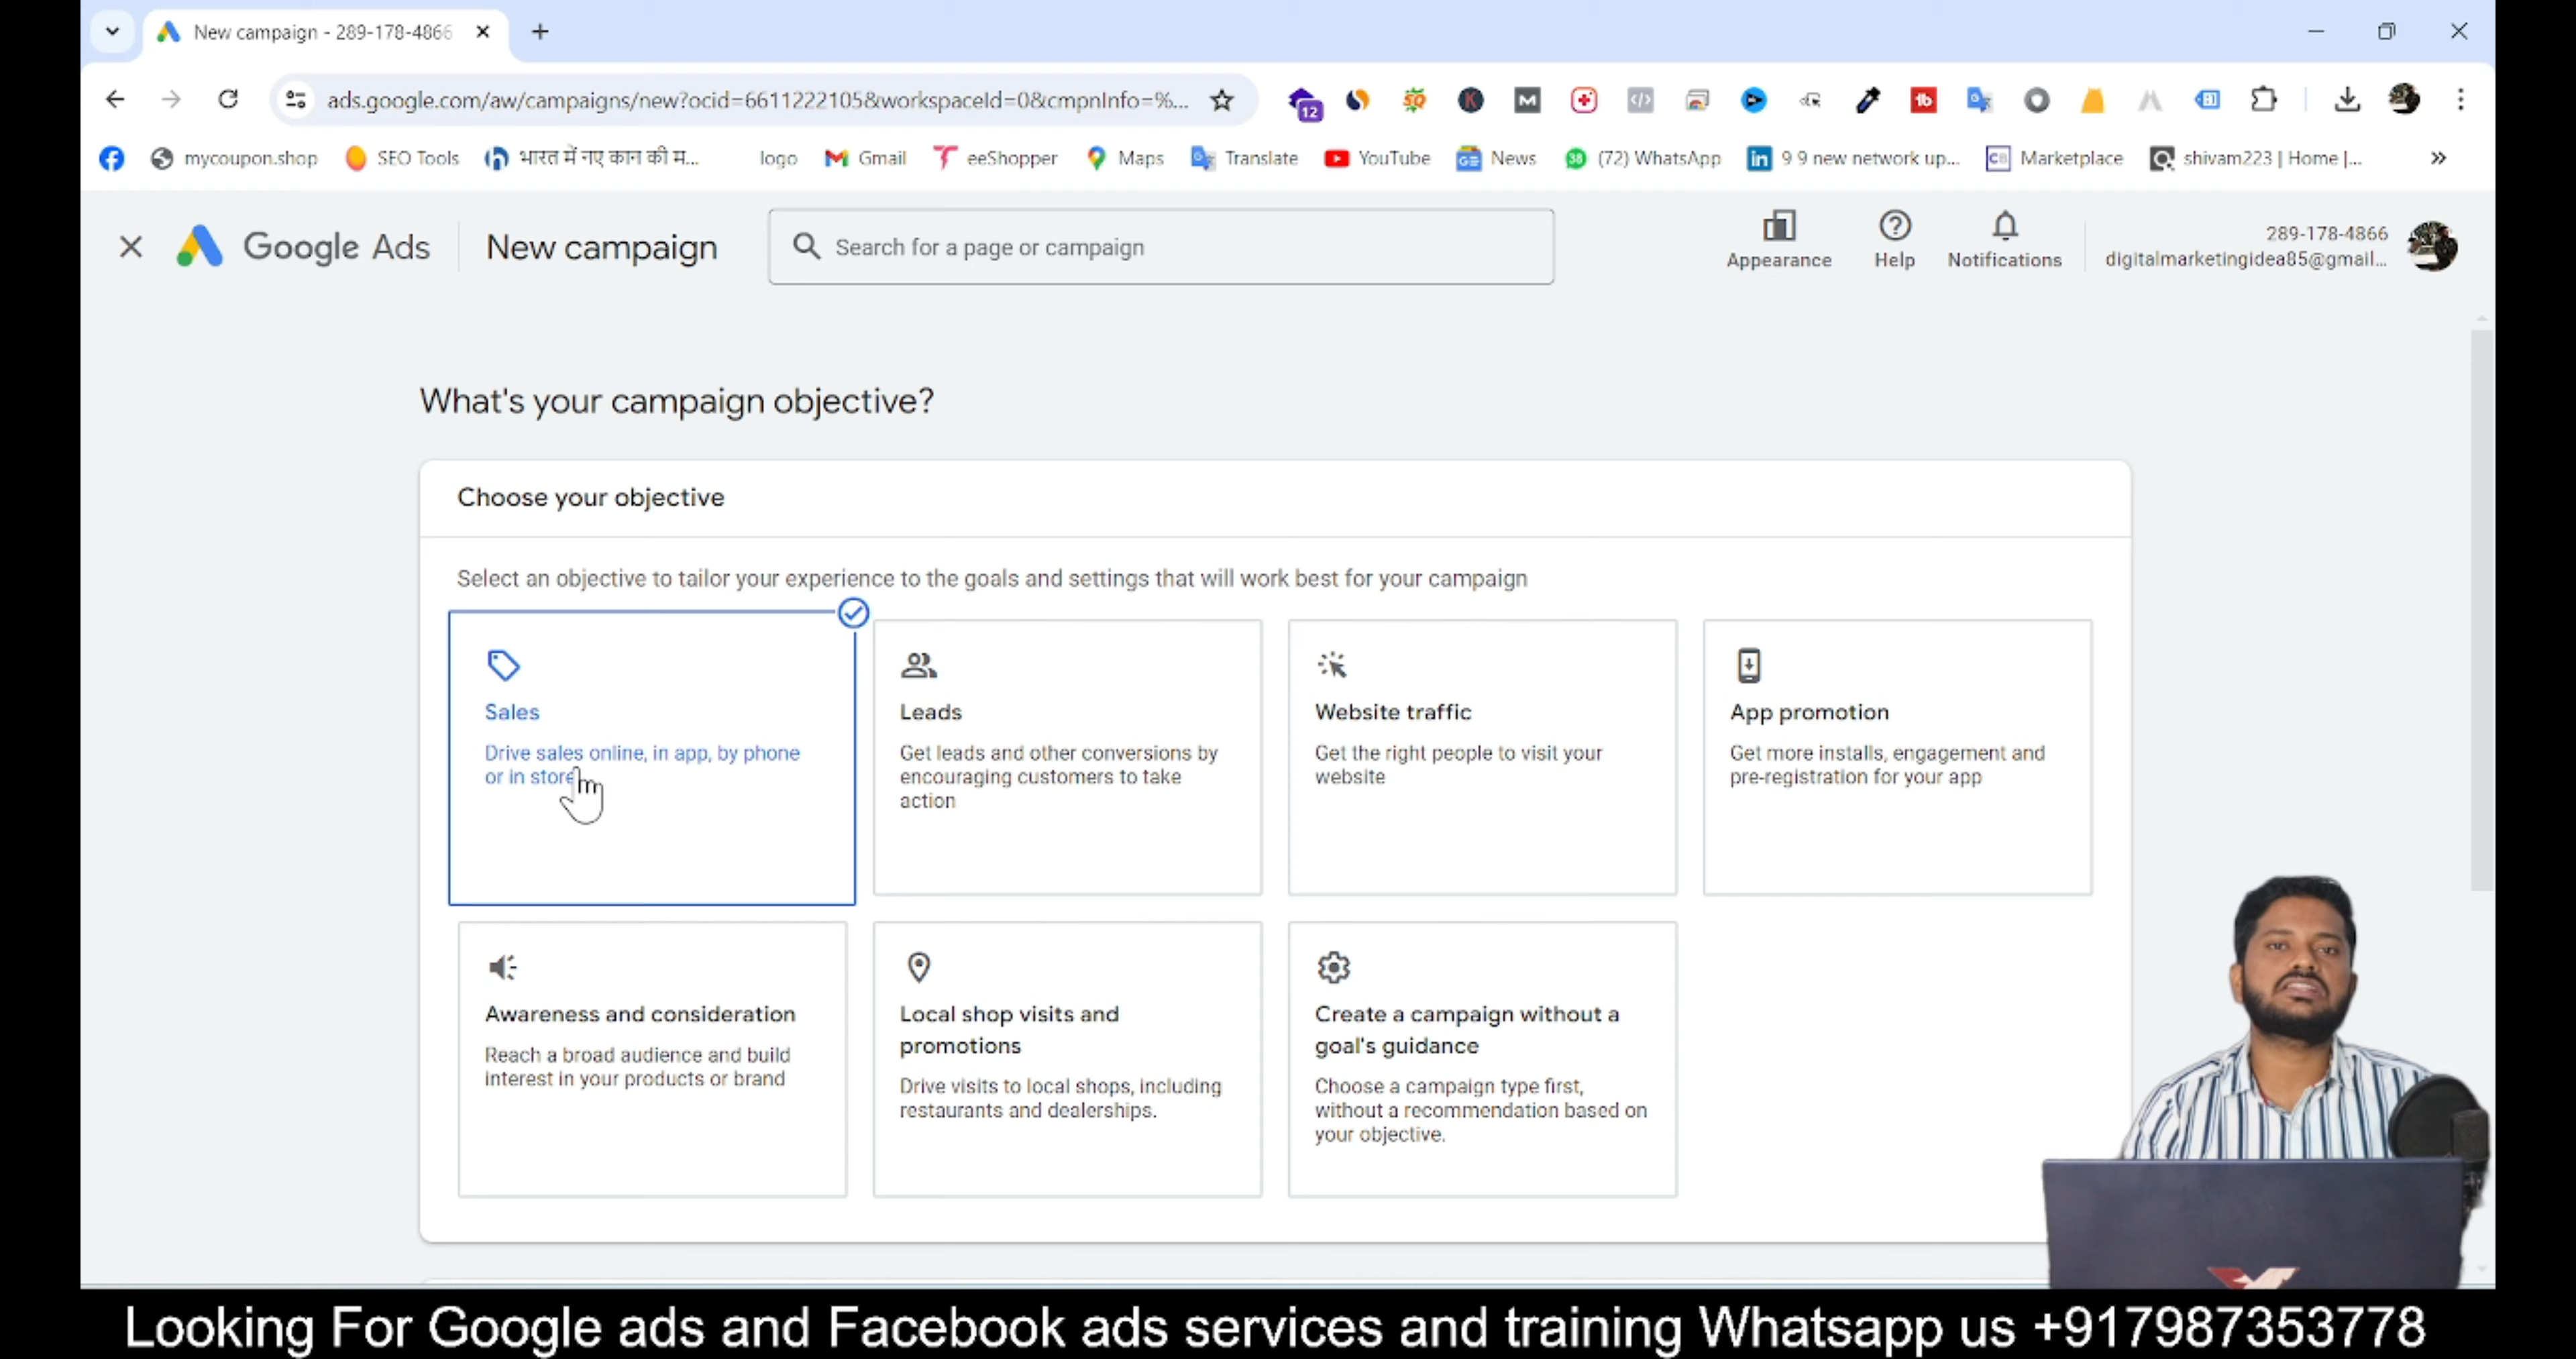 New campaign - 289-178-4866
ads.google.com/aw/campaigns/new?ocid=6611222105&workspaceId=0&cmpnInfo=%...
12
mycoupon.shop
SEO Tools
भारत में नए कान की म...
logo
Gmail
eeShopper
Maps
Translate
YouTube
News
(72) WhatsApp
9 9 new network up...
Marketplace
shivam223 | Home |...
Google Ads
New campaign
Search for a page or campaign
Appearance
Help
Notifications
289-178-4866
digitalmarketingidea85@gmail...
What's your campaign objective?
Choose your objective
Select an objective to tailor your experience to the goals and settings that will work best for your campaign
Sales
Drive sales online, in app, by phone
or in store
Leads
Get leads and other conversions by
encouraging customers to take
action
Website traffic
Get the right people to visit your
website
App promotion
Get more installs, engagement and
pre-registration for your app
Awareness and consideration
Reach a broad audience and build
interest in your products or brand
Local shop visits and
promotions
Drive visits to local shops, including
restaurants and dealerships.
Create a campaign without a
goal's guidance
Choose a campaign type first,
without a recommendation based on
your objective.
Looking For Google ads and Facebook ads services and training Whatsapp us +917987353778